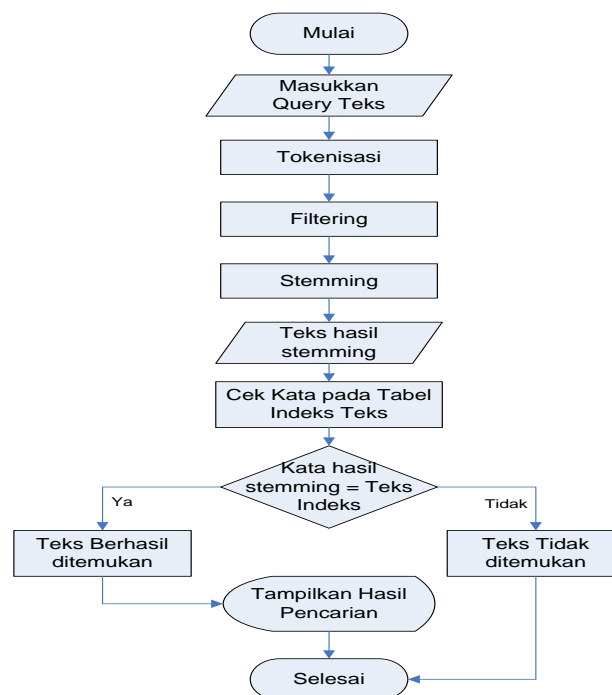 Mulai
Masukkan
Query Teks
Tokenisasi
Filtering
Stemming
Teks hasil
stemming
Cek Kata pada Tabel
Indeks Teks
Kata hasil
stemming = Teks
Indeks
Ya
Tidak
Teks Berhasil
ditemukan
Teks Tidak
ditemukan
Tampilkan Hasil
Pencarian
Selesai